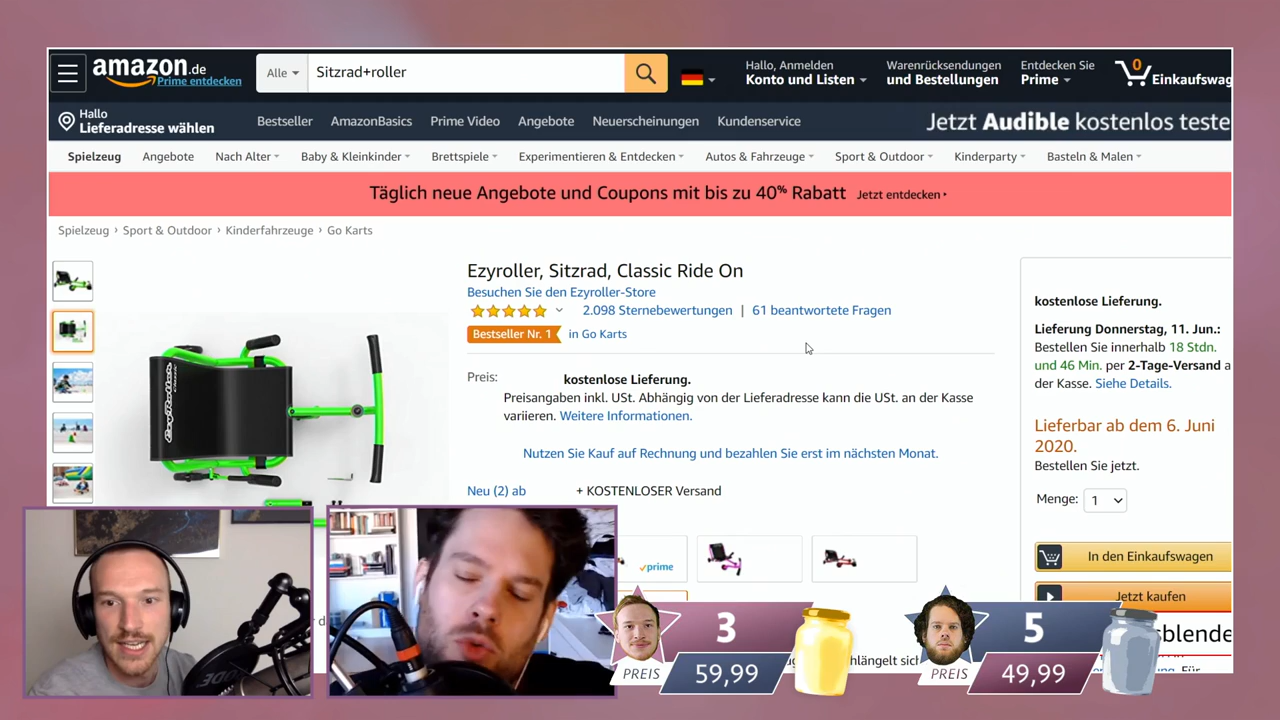 amazon.de
Prime entdecken
Alle
Sitzrad+roller
Hallo, Anmelden
Konto und Listen
Warenrücksendungen
und Bestellungen
Entdecken Sie
Prime
0
Einkaufswag
Hallo
Lieferadresse wählen
Bestseller
AmazonBasics
Prime Video
Angebote
Neuerscheinungen
Kundenservice
Jetzt Audible kostenlos teste
Spielzeug
Angebote
Nach Alter
Baby & Kleinkinder
Brettspiele
Experimentieren & Entdecken
Autos & Fahrzeuge
Sport & Outdoor
Kinderparty
Basteln & Malen
Täglich neue Angebote und Coupons mit bis zu 40% Rabatt Jetzt entdecken
Spielzeug › Sport & Outdoor › Kinderfahrzeuge › Go Karts
Ezyroller, Sitzrad, Classic Ride On
Besuchen Sie den Ezyroller-Store
2.098 Sternebewertungen | 61 beantwortete Fragen
Bestseller Nr. 1 in Go Karts
Preis:
kostenlose Lieferung.
Preisangaben inkl. USt. Abhängig von der Lieferadresse kann die USt. an der Kasse
variieren. Weitere Informationen.
Nutzen Sie Kauf auf Rechnung und bezahlen Sie erst im nächsten Monat.
Neu (2) ab
+ KOSTENLOSER Versand
prime
EzyRoller
Classic
kostenlose Lieferung.
Lieferung Donnerstag, 11. Jun.:
Bestellen Sie innerhalb 18 Stdn.
und 46 Min. per 2-Tage-Versand a
der Kasse. Siehe Details.
Lieferbar ab dem 6. Juni
2020.
Bestellen Sie jetzt.
Menge: 1
In den Einkaufswagen
Jetzt kaufen
sblende
hlängelt sich
3
PREIS
59,99
5
PREIS
49,99